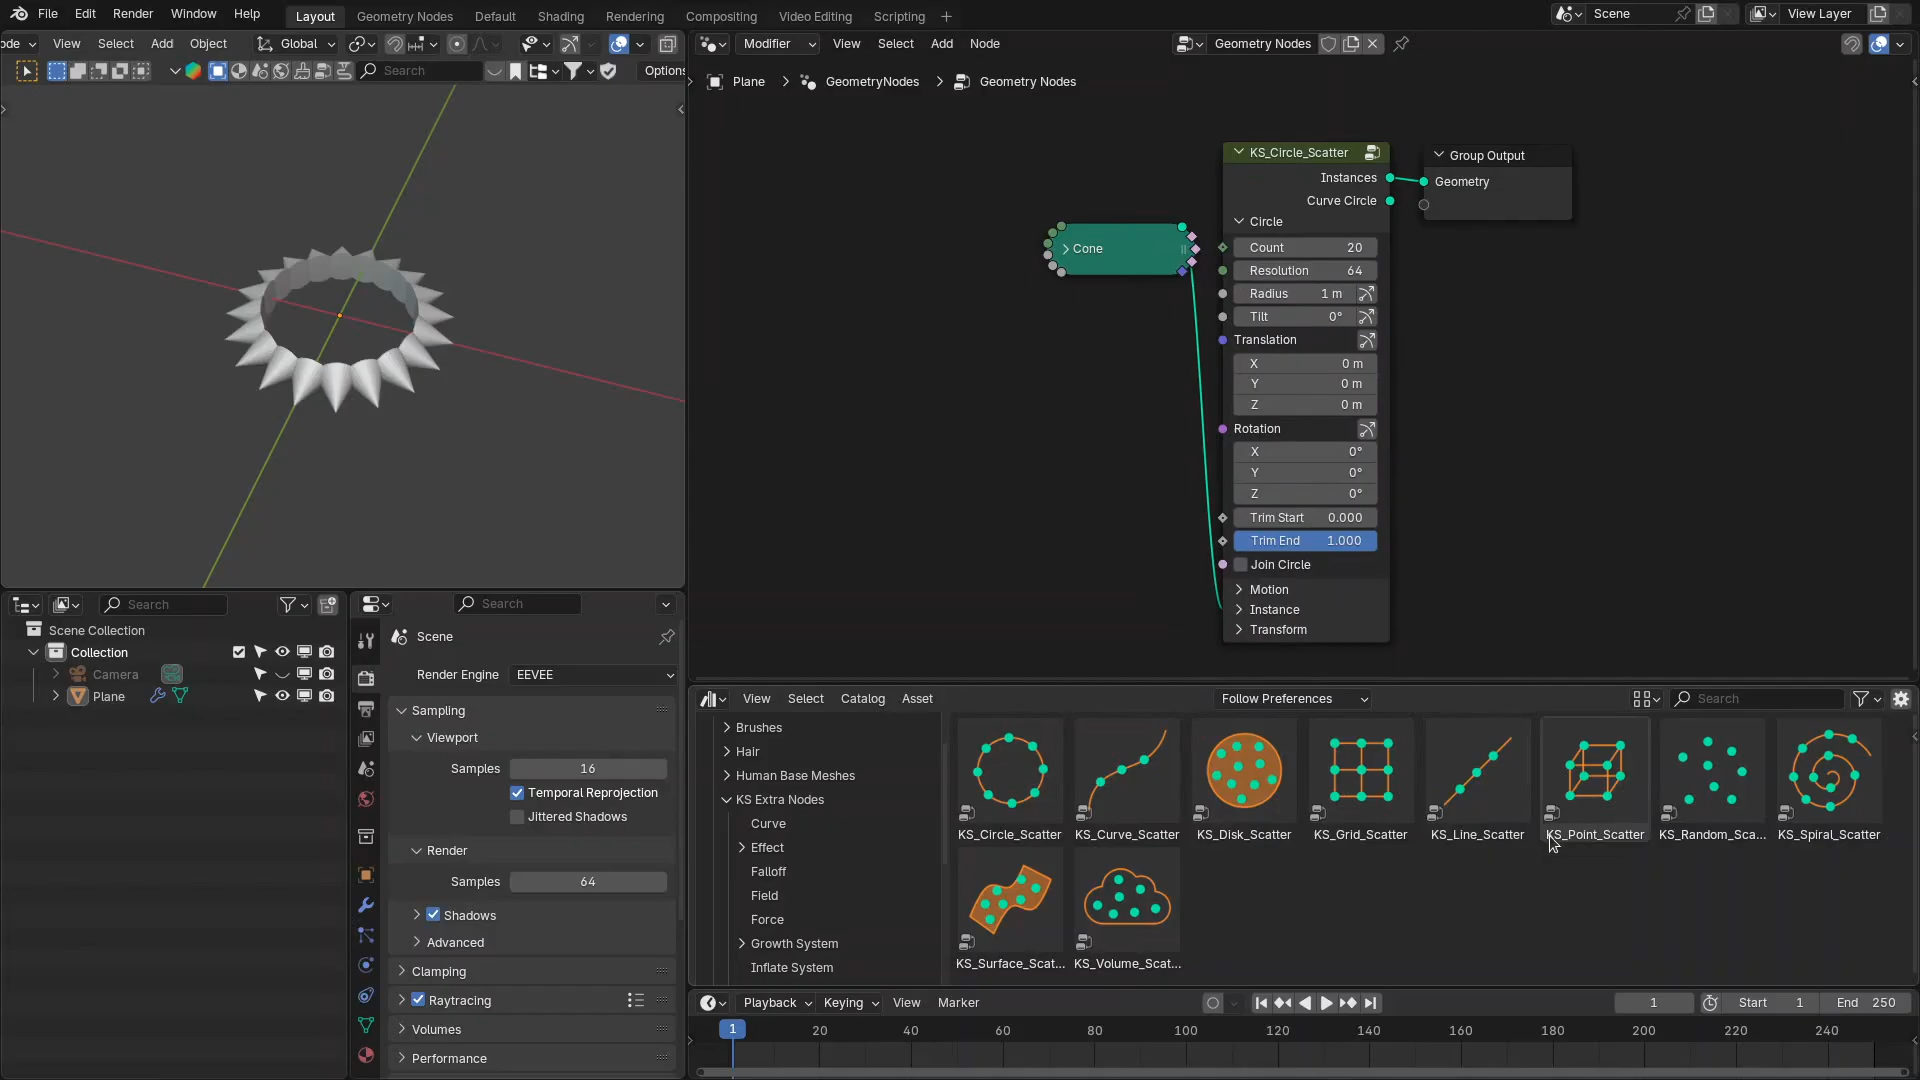 File Edit Render Window Help Layout Geometry Nodes Default Shading Rendering Compositing Video Editing Scripting + Scene View Layer
ode View Select Add Object Global
Search Options
Modifier View Select Add Node Geometry Nodes
Plane GeometryNodes Geometry Nodes
KS_Circle_Scatter
Instances
Curve Circle
Circle
Count 20
Resolution 64
Radius 1 m
Tilt 0°
Translation
X 0 m
Y 0 m
Z 0 m
Rotation
X 0°
Y 0°
Z 0°
Trim Start 0.000
Trim End 1.000
Join Circle
Motion
Instance
Transform
Group Output
Geometry
Cone
Search
Scene Collection
Collection
Camera
Plane
Search
Scene
Render Engine EEVEE
Sampling
Viewport
Samples 16
Temporal Reprojection
Jittered Shadows
Render
Samples 64
Shadows
Advanced
Clamping
Raytracing
Volumes
Performance
View Select Catalog Asset Follow Preferences Search
Brushes
Hair
Human Base Meshes
KS Extra Nodes
Curve
Effect
Falloff
Field
Force
Growth System
Inflate System
KS_Circle_Scatter KS_Curve_Scatter KS_Disk_Scatter KS_Grid_Scatter KS_Line_Scatter KS_Point_Scatter KS_Random_Sca... KS_Spiral_Scatter
KS_Surface_Scat... KS_Volume_Scat...
Playback Keying View Marker 1 Start 1 End 250
1 20 40 60 80 100 120 140 160 180 200 220 240